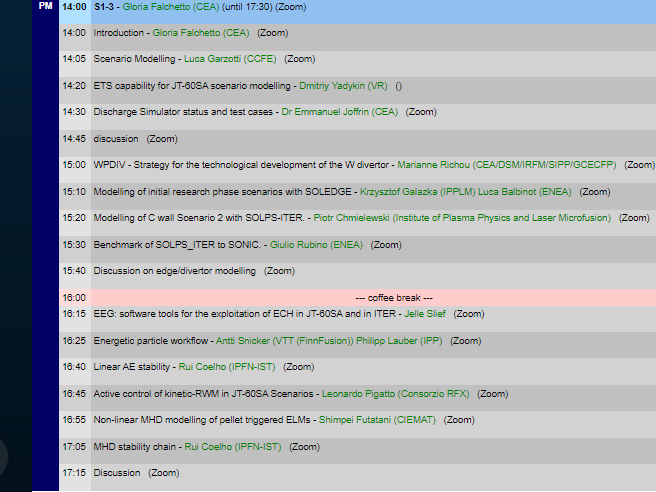 PM 14:00 S1-3 - Gloria Falchetto (CEA) (until 17:30) (Zoom)
14:00 Introduction - Gloria Falchetto (CEA) (Zoom)
14:05 Scenario Modelling - Luca Garzotti (CCFE) (Zoom)
14:20 ETS capability for JT-60SA scenario modelling - Dmitriy Yadykin (VR) ()
14:30 Discharge Simulator status and test cases - Dr Emmanuel Joffrin (CEA) (Zoom)
14:45 discussion (Zoom)
15:00 WPDIV - Strategy for the technological development of the W divertor - Marianne Richou (CEA/DSM/IRFM/SIPP/GCECFP) (Zoom)
15:10 Modelling of initial research phase scenarios with SOLEDGE - Krzysztof Galazka (IPPLM) Luca Balbinot (ENEA) (Zoom)
15:20 Modelling of C wall Scenario 2 with SOLPS-ITER. - Piotr Chmielewski (Institute of Plasma Physics and Laser Microfusion) (Zoom)
15:30 Benchmark of SOLPS_ITER to SONIC. - Giulio Rubino (ENEA) (Zoom)
15:40 Discussion on edge/divertor modelling (Zoom)
16:00 --- coffee break ---
16:15 EEG: software tools for the exploitation of ECH in JT-60SA and in ITER - Jelle Slief (Zoom)
16:25 Energetic particle workflow - Antti Snicker (VTT (FinnFusion)) Philipp Lauber (IPP) (Zoom)
16:40 Linear AE stability - Rui Coelho (IPFN-IST) (Zoom)
16:45 Active control of kinetic-RWM in JT-60SA Scenarios - Leonardo Pigatto (Consorzio RFX) (Zoom)
16:55 Non-linear MHD modelling of pellet triggered ELMs - Shimpei Futatani (CIEMAT) (Zoom)
17:05 MHD stability chain - Rui Coelho (IPFN-IST) (Zoom)
17:15 Discussion (Zoom)